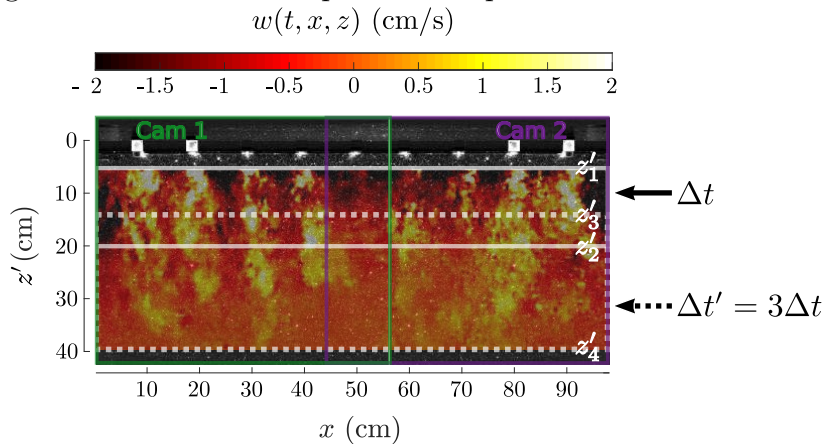 w(t, x, z) (cm/s)
- 2 -1.5 -1 -0.5 0 0.5 1 1.5 2
Cam 1 Cam 2
0
z′₁
10
Δt
z′₃
20
z′₂
z′ (cm)
30
Δt′ = 3Δt
40
z′₄
10 20 30 40 50 60 70 80 90
x (cm)